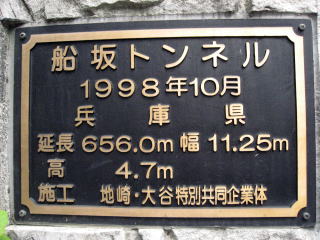 船坂トンネル
1998年10月
兵庫県
延長 656.0m 幅 11.25m
高 4.7m
施工 地崎・大谷特別共同企業体